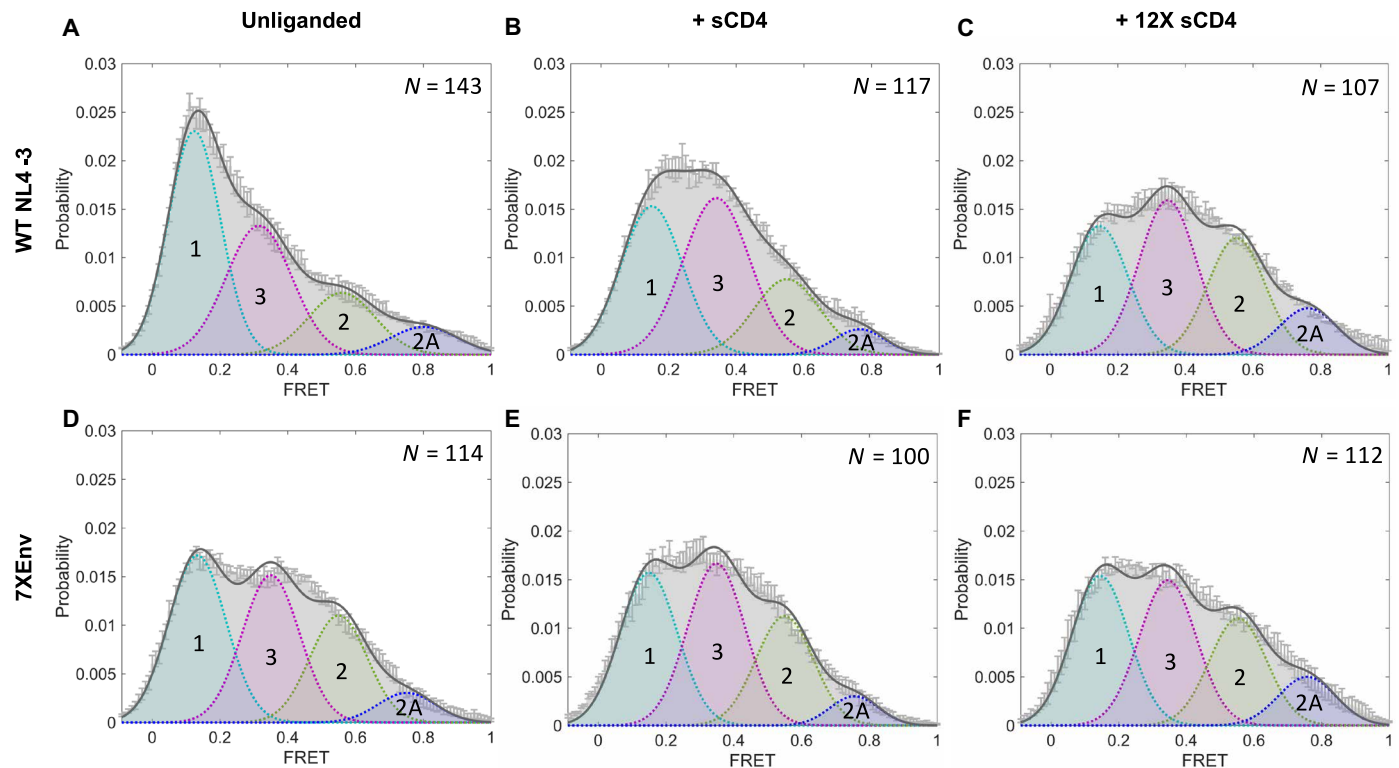 Unliganded
+ sCD4
+ 12X sCD4
WT NL4 -3
A
N = 143
Probability
0.03
0.025
0.02
0.015
0.01
0.005
0
1
3
2
2A
0 0.2 0.4 0.6 0.8 1
FRET
B
N = 117
Probability
0.03
0.025
0.02
0.015
0.01
0.005
0
1
3
2
2A
0 0.2 0.4 0.6 0.8 1
FRET
C
N = 107
Probability
0.03
0.025
0.02
0.015
0.01
0.005
0
1
3
2
2A
0 0.2 0.4 0.6 0.8 1
FRET
7XEnv
D
N = 114
Probability
0.03
0.025
0.02
0.015
0.01
0.005
0
1
3
2
2A
0 0.2 0.4 0.6 0.8 1
FRET
E
N = 100
Probability
0.03
0.025
0.02
0.015
0.01
0.005
0
1
3
2
2A
0 0.2 0.4 0.6 0.8 1
FRET
F
N = 112
Probability
0.03
0.025
0.02
0.015
0.01
0.005
0
1
3
2
2A
0 0.2 0.4 0.6 0.8 1
FRET